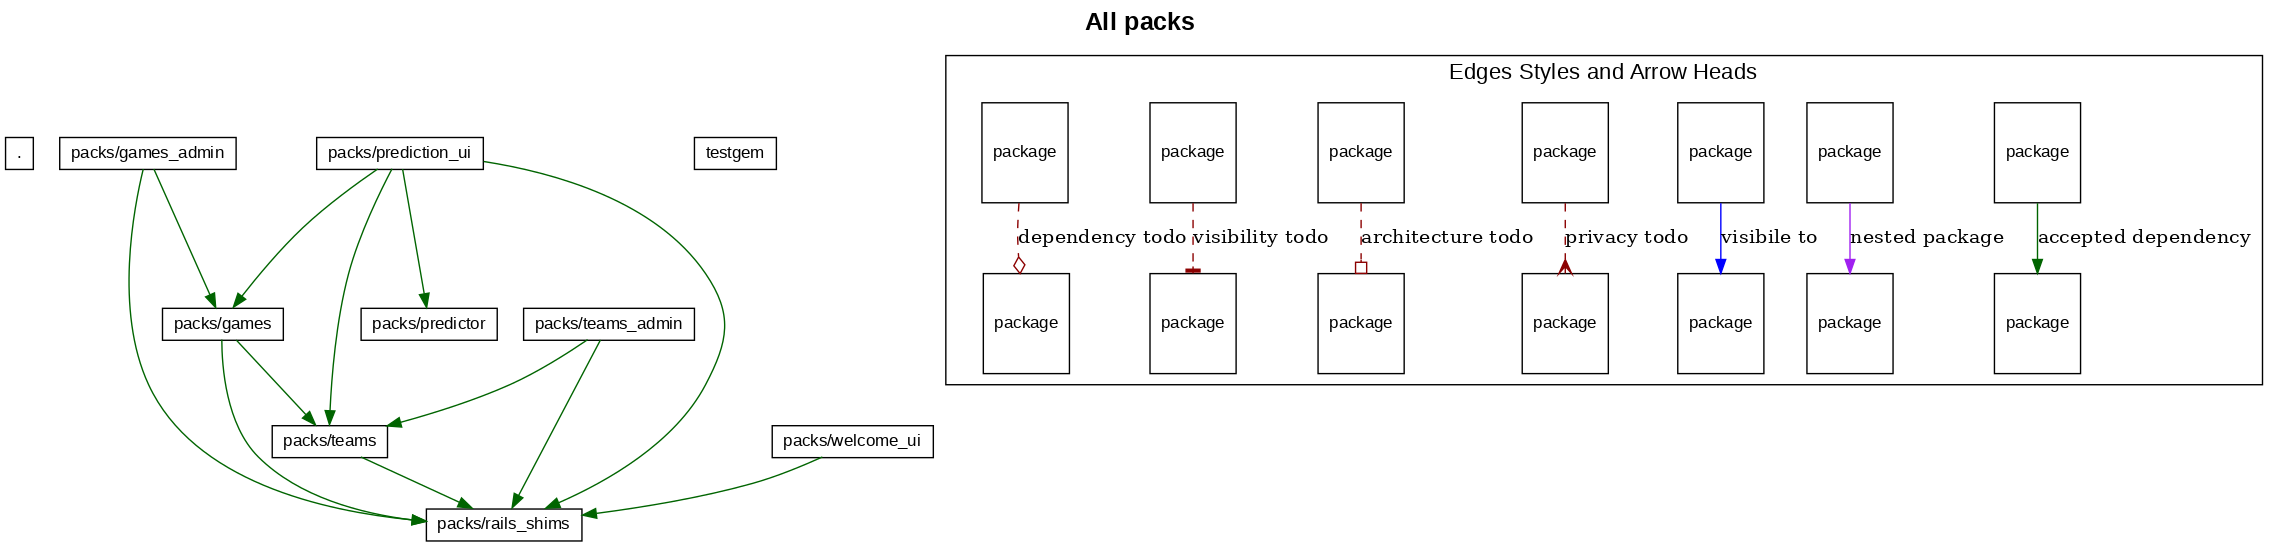 All packs
Edges Styles and Arrow Heads
.
packs/games_admin
packs/prediction_ui
testgem
package
package
package
package
package
package
package
dependency todo
visibility todo
architecture todo
privacy todo
visibile to
nested package
accepted dependency
packs/games
packs/predictor
packs/teams_admin
package
package
package
package
package
package
package
packs/teams
packs/welcome_ui
packs/rails_shims